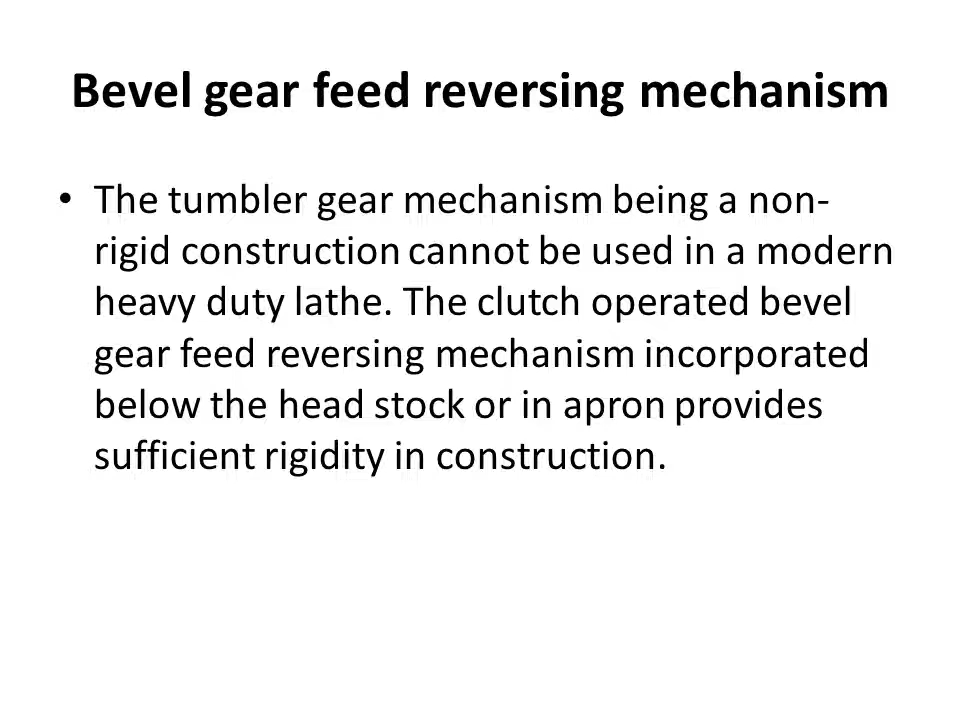 Bevel gear feed reversing mechanism
• The tumbler gear mechanism being a non-
rigid construction cannot be used in a modern
heavy duty lathe. The clutch operated bevel
gear feed reversing mechanism incorporated
below the head stock or in apron provides
sufficient rigidity in construction.